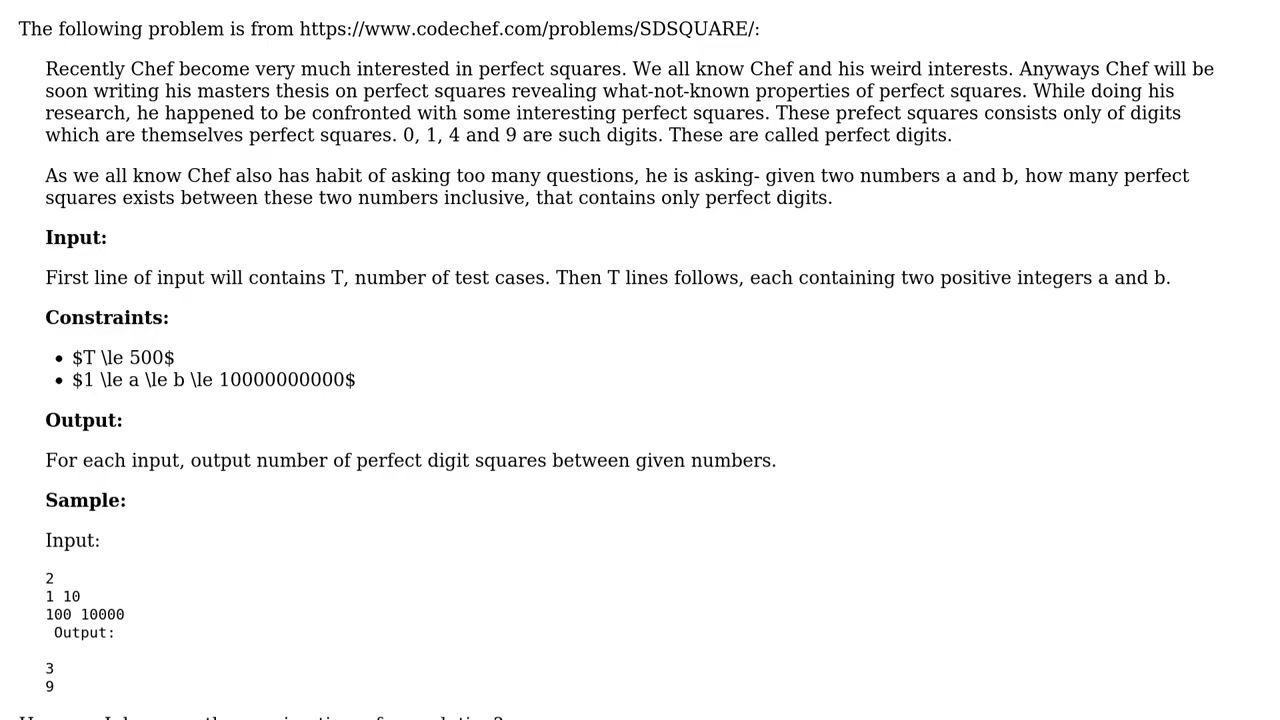 The following problem is from https://www.codechef.com/problems/SDSQUARE/:
Recently Chef become very much interested in perfect squares. We all know Chef and his weird interests. Anyways Chef will be
soon writing his masters thesis on perfect squares revealing what-not-known properties of perfect squares. While doing his
research, he happened to be confronted with some interesting perfect squares. These prefect squares consists only of digits
which are themselves perfect squares. 0, 1, 4 and 9 are such digits. These are called perfect digits.
As we all know Chef also has habit of asking too many questions, he is asking- given two numbers a and b, how many perfect
squares exists between these two numbers inclusive, that contains only perfect digits.
Input:
First line of input will contains T, number of test cases. Then T lines follows, each containing two positive integers a and b.
Constraints:
• $T \le 500$
• $1 \le a \le b \le 10000000000$
Output:
For each input, output number of perfect digit squares between given numbers.
Sample:
Input:
2
1 10
100 10000
Output:
3
9